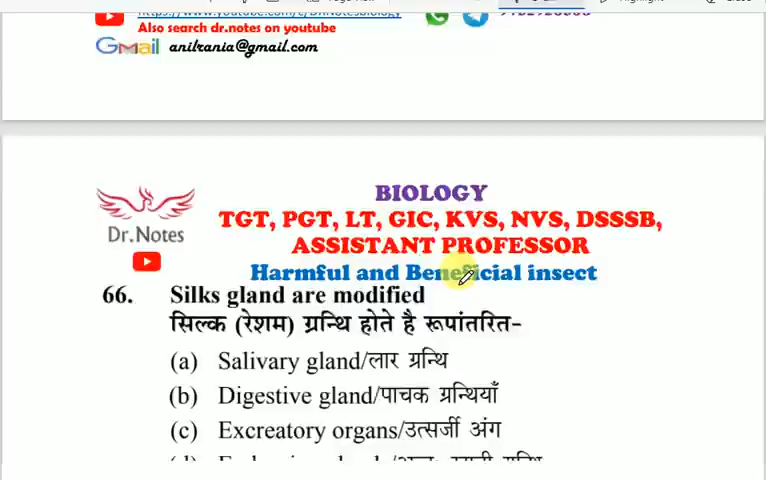 Also search dr.notes on youtube
Gmail anilrania@gmail.com
BIOLOGY
TGT, PGT, LT, GIC, KVS, NVS, DSSSB,
ASSISTANT PROFESSOR
Dr.Notes
Harmful and Beneficial insect
66. Silks gland are modified
सिल्क (रेशम) ग्रन्थि होते है रूपांतरित-
(a) Salivary gland/लार ग्रन्थि
(b) Digestive gland/पाचक ग्रन्थियाँ
(c) Excreatory organs/उत्सर्जी अंग